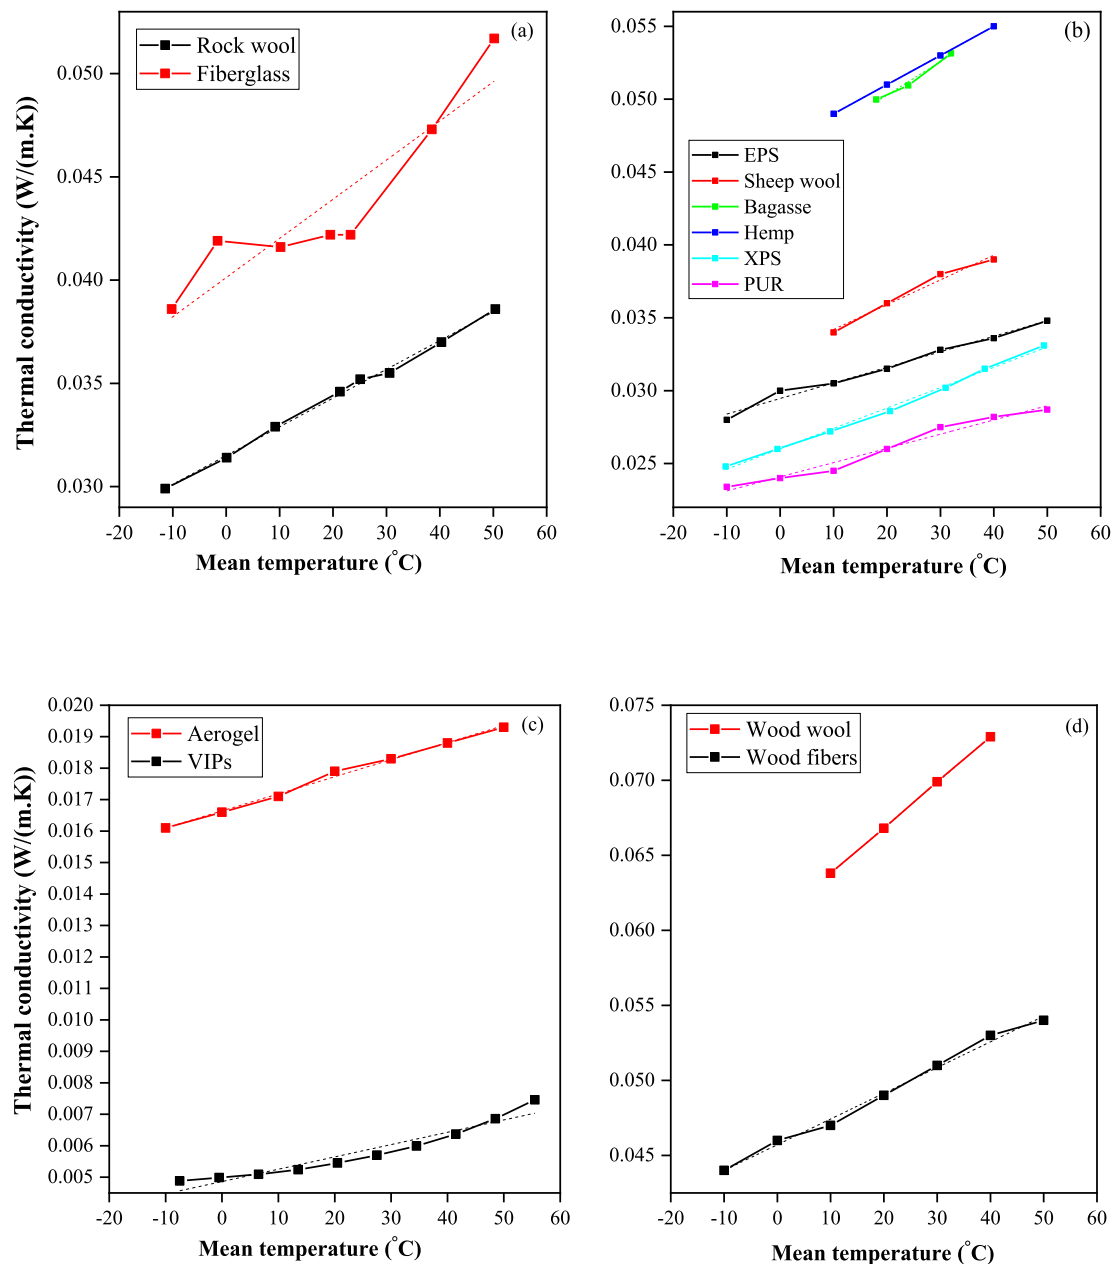 (a)
Rock wool
Fiberglass
0.050
0.045
0.040
0.035
0.030
Thermal conductivity (W/(m.K))
-20 -10 0 10 20 30 40 50 60
Mean temperature (°C)
(b)
0.055
0.050
EPS
Sheep wool
Bagasse
Hemp
XPS
PUR
0.040
0.035
0.030
0.025
-20 -10 0 10 20 30 40 50 60
Mean temperature (°C)
(c)
Aerogel
VIPs
0.020
0.019
0.018
0.017
0.016
0.015
0.014
0.013
0.012
0.011
0.010
0.009
0.008
0.007
0.006
0.005
Thermal conductivity (W/(m.K))
-20 -10 0 10 20 30 40 50 60
Mean temperature (°C)
(d)
Wood wool
Wood fibers
0.075
0.070
0.065
0.060
0.055
0.050
0.045
-20 -10 0 10 20 30 40 50 60
Mean temperature (°C)